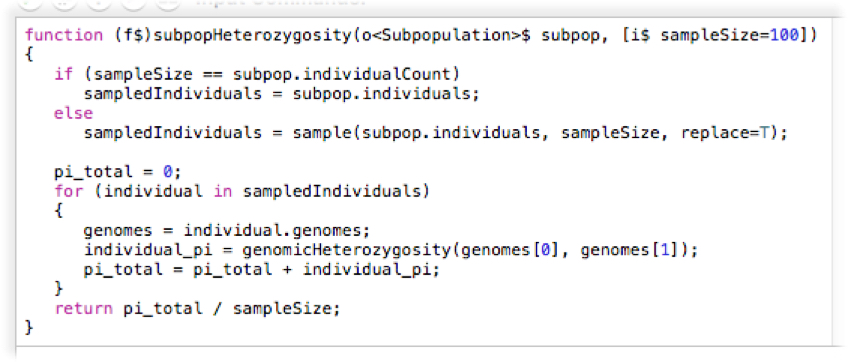 function (f$)subpopHeterozygosity(o<Subpopulation>$ subpop, [i$ sampleSize=100])
{
   if (sampleSize == subpop.individualCount)
      sampledIndividuals = subpop.individuals;
   else
      sampledIndividuals = sample(subpop.individuals, sampleSize, replace=T);

   pi_total = 0;
   for (individual in sampledIndividuals)
   {
      genomes = individual.genomes;
      individual_pi = genomicHeterozygosity(genomes[0], genomes[1]);
      pi_total = pi_total + individual_pi;
   }
   return pi_total / sampleSize;
}